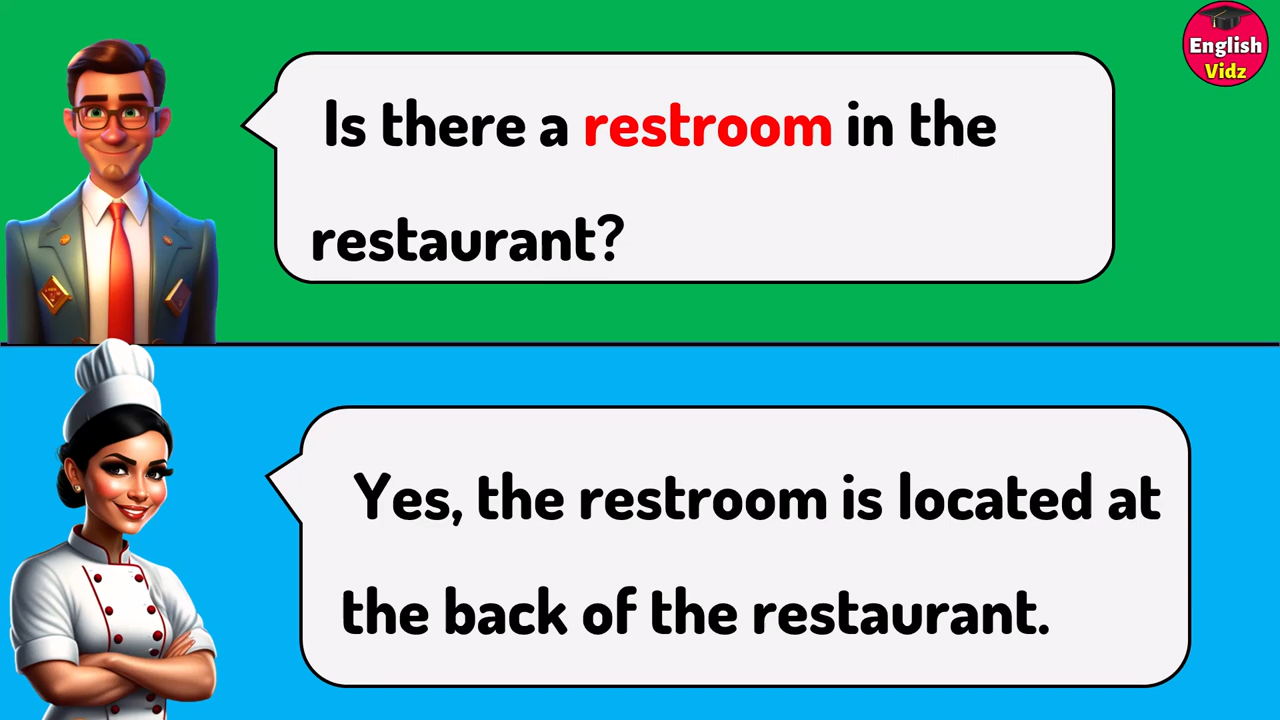 English
Vidz
Is there a restroom in the
restaurant?
Yes, the restroom is located at
the back of the restaurant.